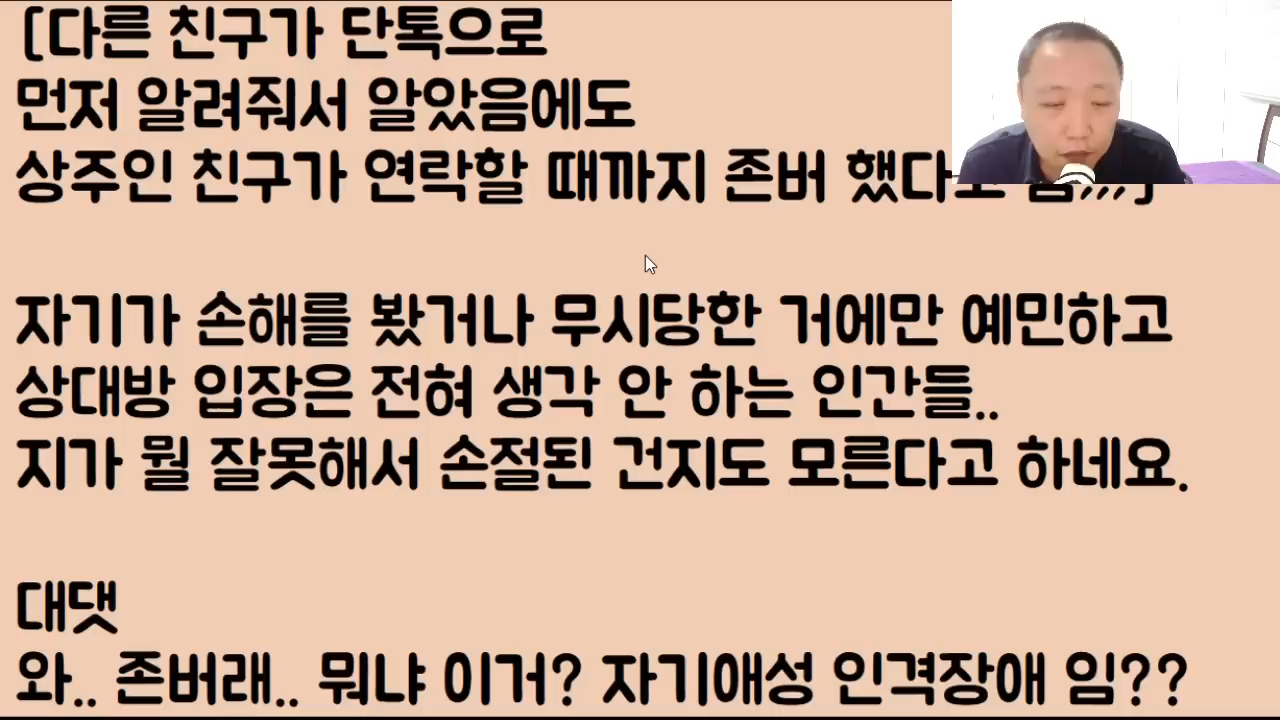 [다른 친구가 단톡으로
먼저 알려줘서 알았음에도
상주인 친구가 연락할 때까지 존버
자기가 손해를 봤거나 무시당한 거에만 예민하고
상대방 입장은 전혀 생각 안 하는 인간들..
지가 뭘 잘못해서 손절된 건지도 모른다고 하네요.
대댓
와.. 존버래.. 뭐냐 이거? 자기애성 인격장애 임??